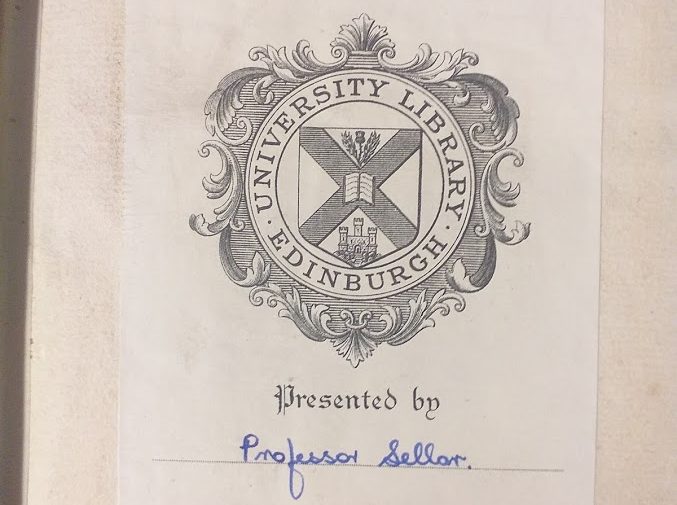 · UNIVERSITY LIBRARY ·
EDINBURGH
Presented by
Professor Sellar.